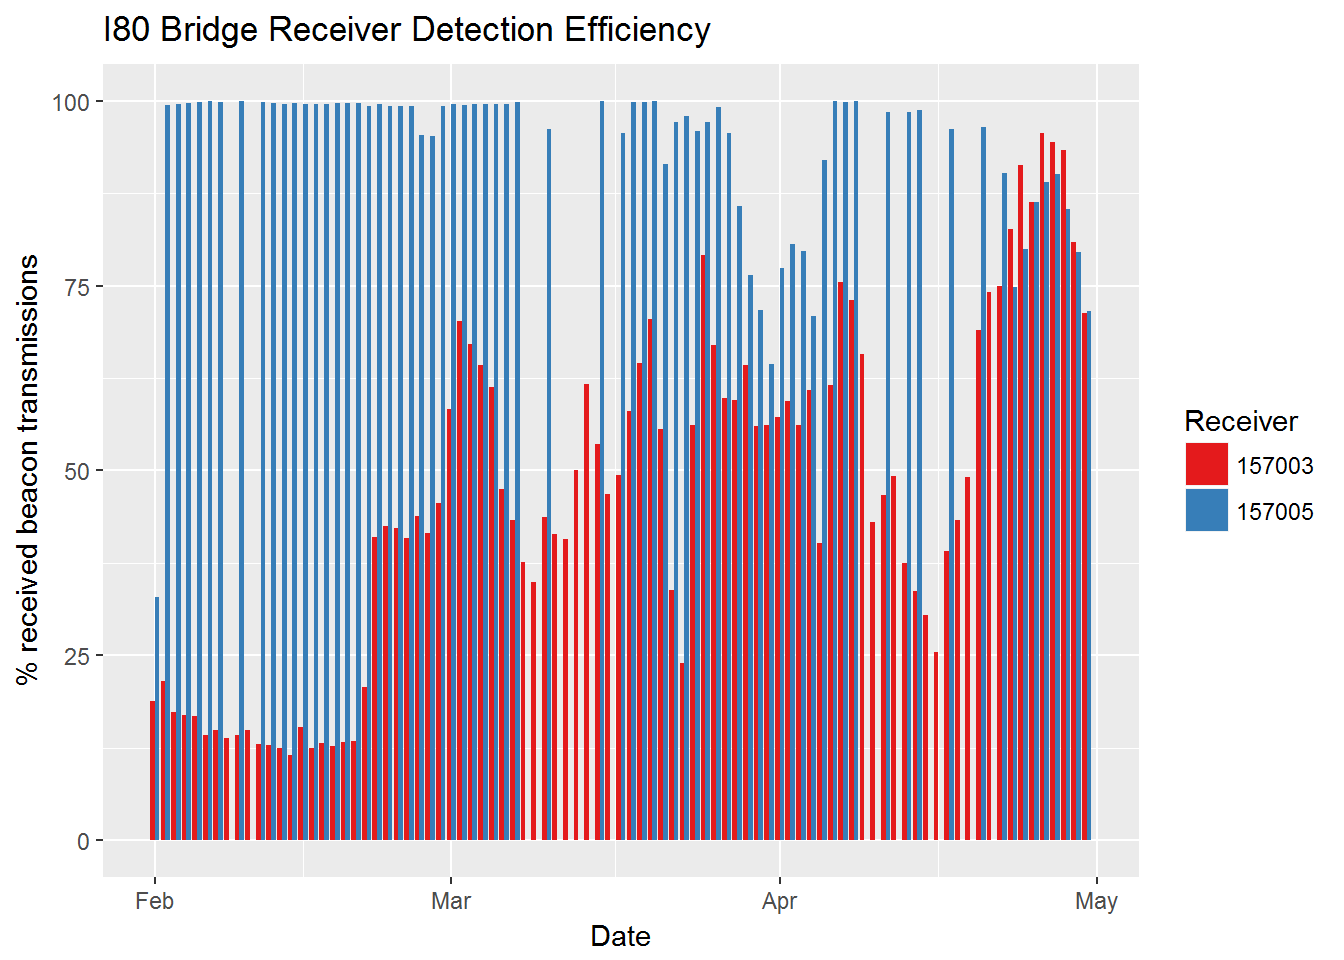 I80 Bridge Receiver Detection Efficiency
% received beacon transmissions
100
75
50
25
0
Feb
Mar
Apr
May
Date
Receiver
157003
157005